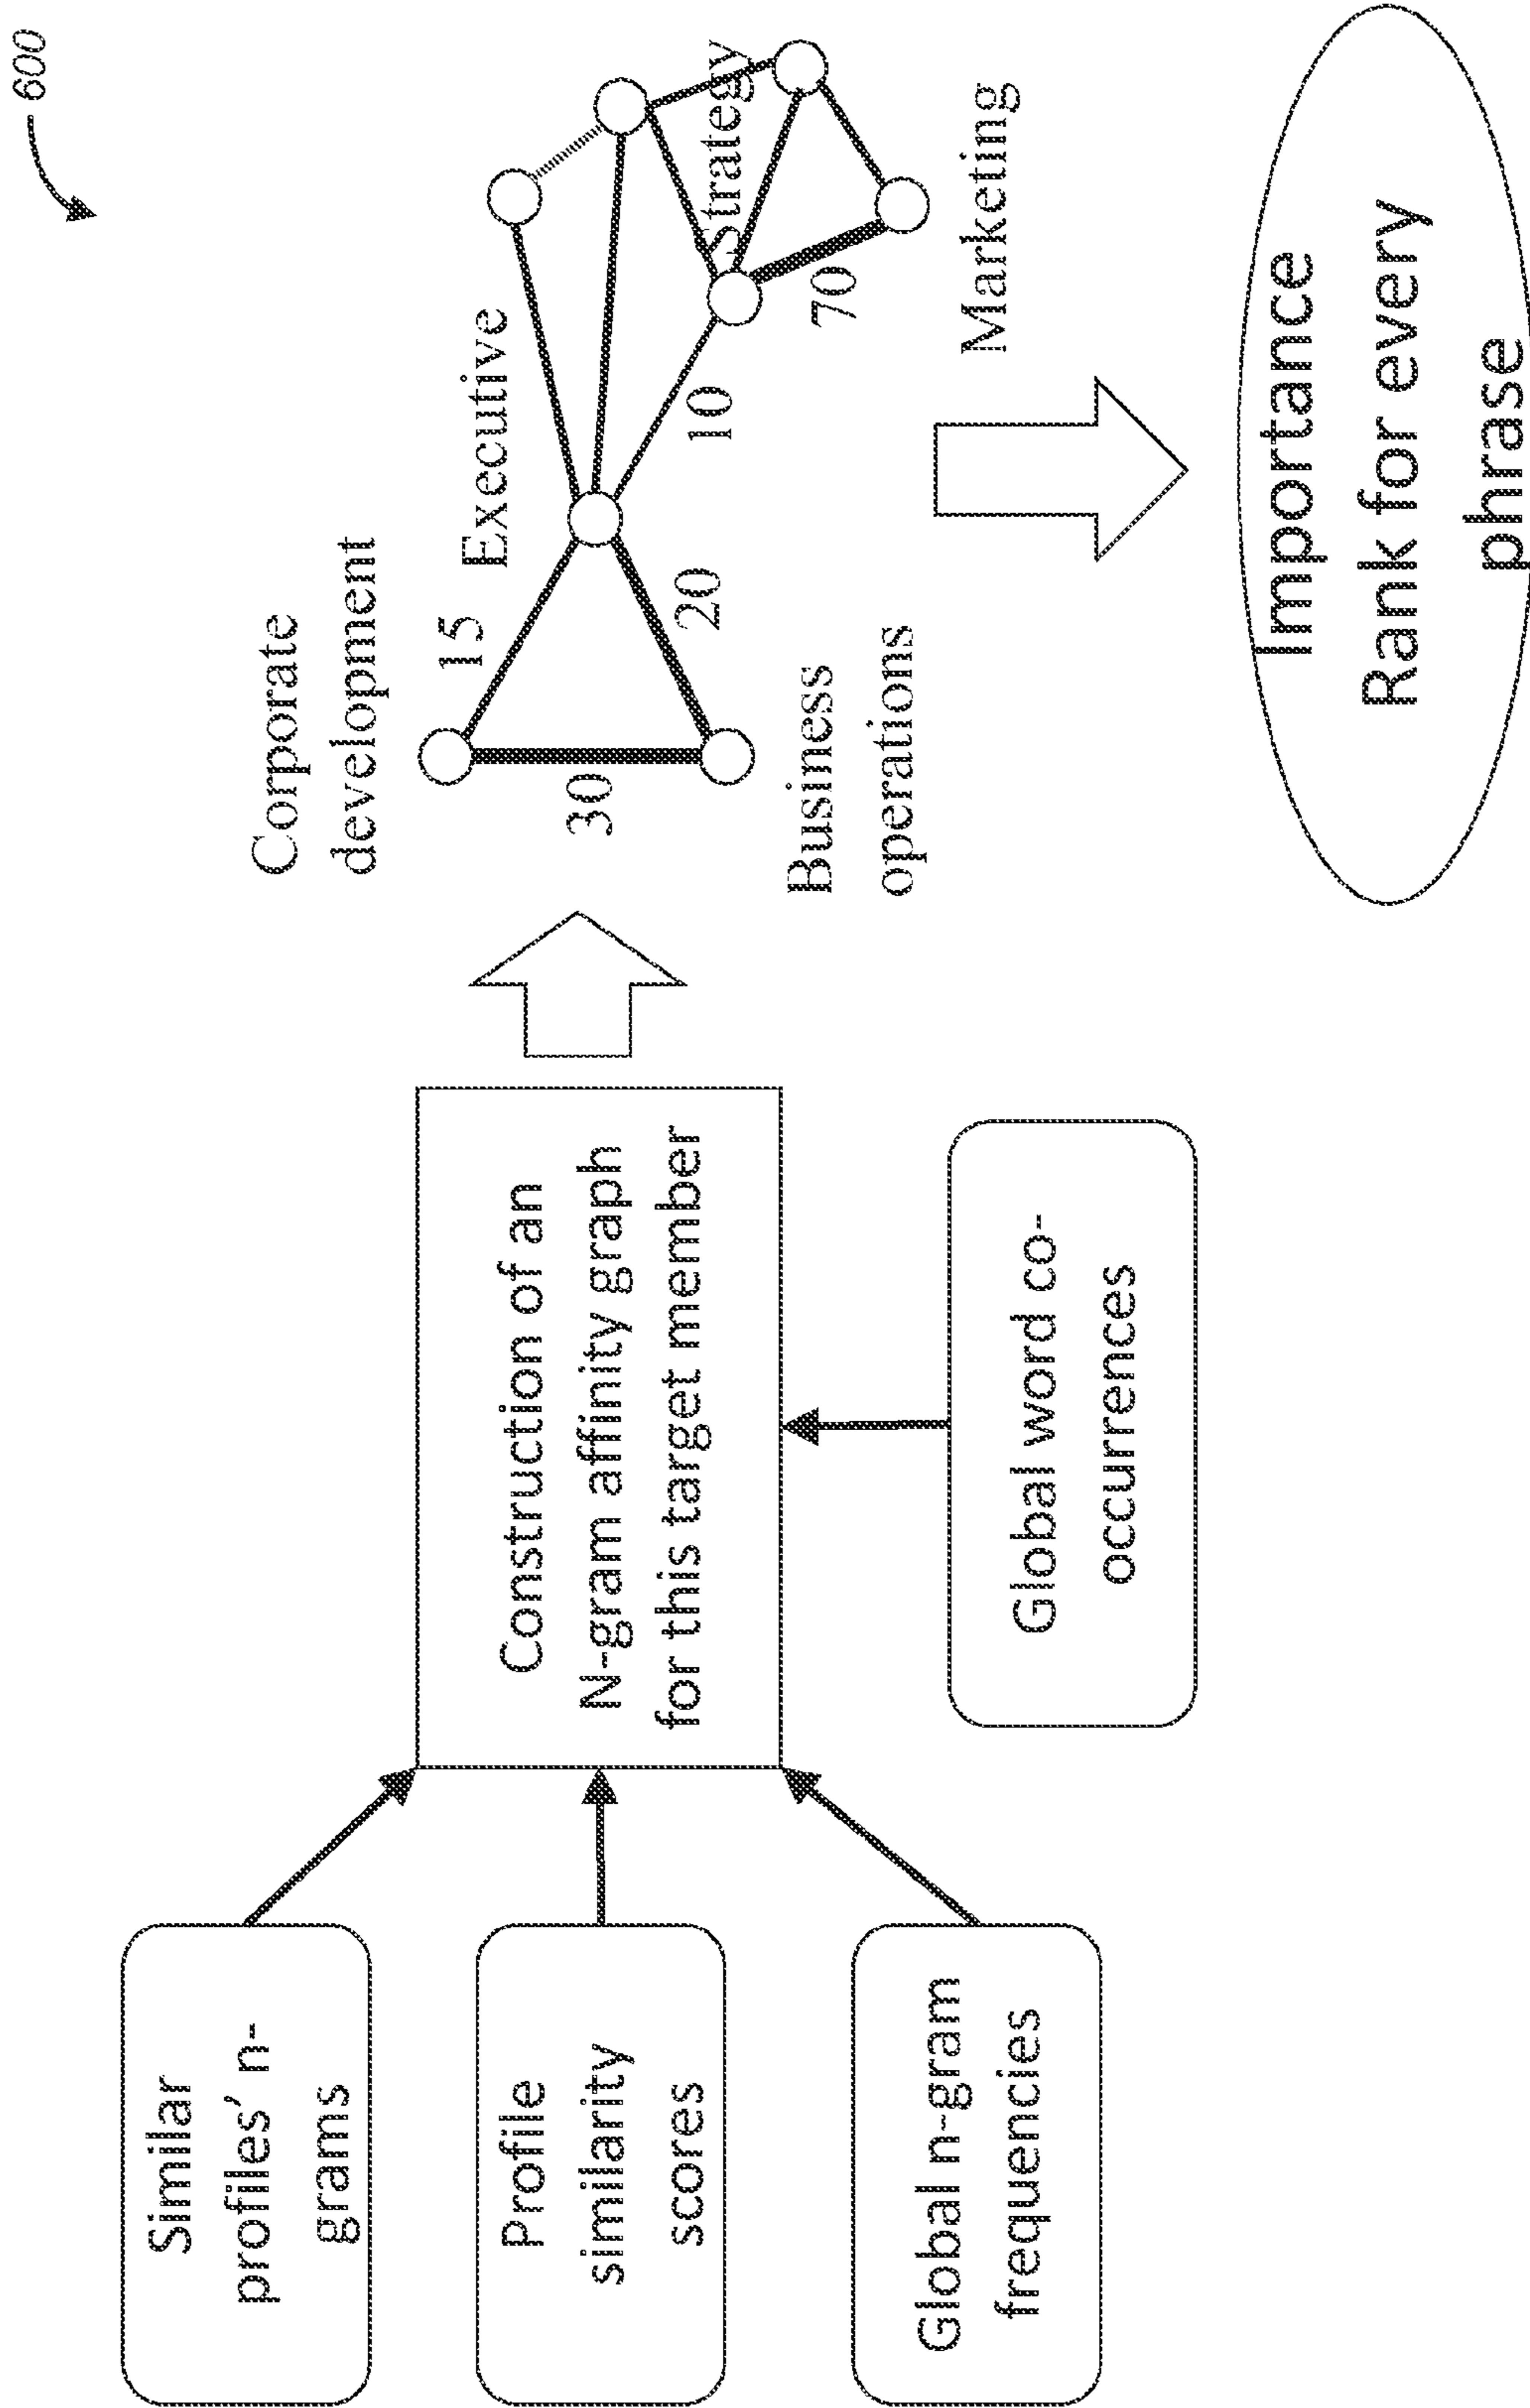 600
Similar
profiles’ n-
grams
Profile
similarity
scores
Global n-gram
frequencies
Construction of an
N-gram affinity graph
for this target member
Global word co-
occurrences
Corporate
development
15
Executive
30
20
10
Strategy
70
Business
operations
Marketing
Importance
Rank for every
phrase